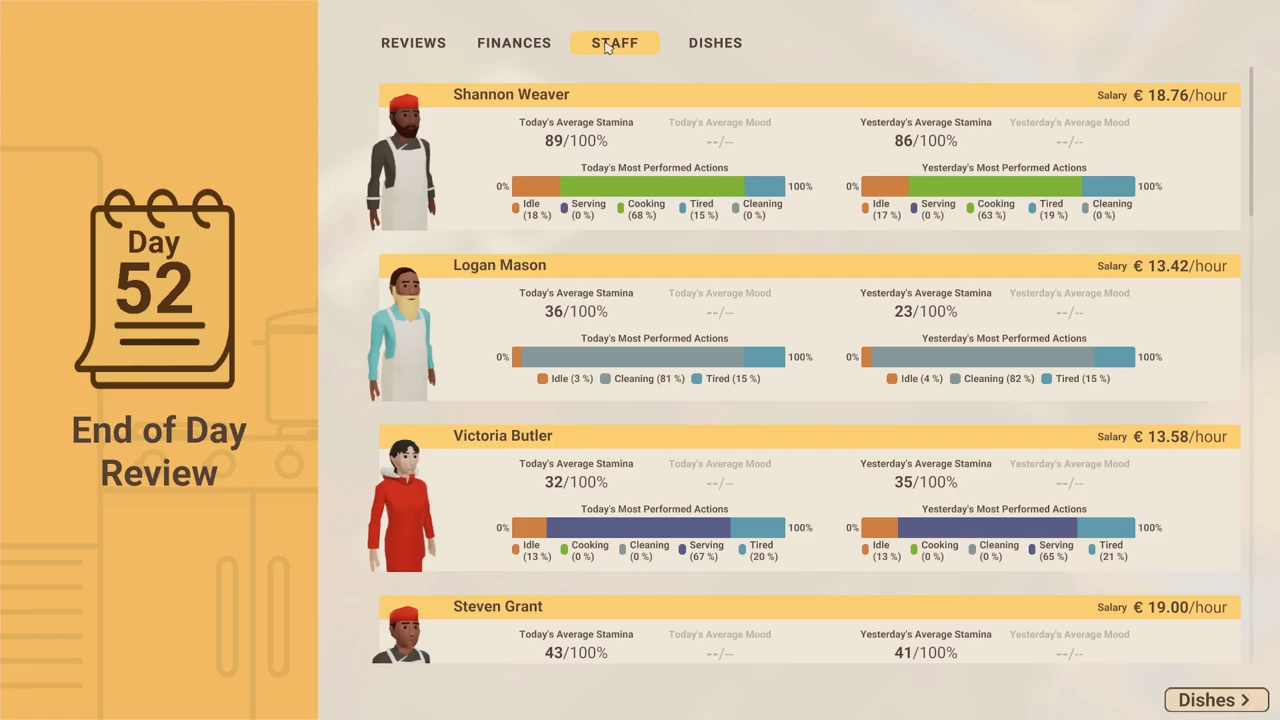 REVIEWS FINANCES STAFF DISHES
Day
52
End of Day
Review
Shannon Weaver Salary € 18.76/hour
Today's Average Stamina Today's Average Mood Yesterday's Average Stamina Yesterday's Average Mood
89/100% --/-- 86/100% --/--
Today's Most Performed Actions Yesterday's Most Performed Actions
0% 100% 0% 100%
Idle Serving Cooking Tired Cleaning Idle Serving Cooking Tired Cleaning
(18 %) (0 %) (68 %) (15 %) (0 %) (17 %) (0 %) (63 %) (19 %) (0 %)
Logan Mason Salary € 13.42/hour
Today's Average Stamina Today's Average Mood Yesterday's Average Stamina Yesterday's Average Mood
36/100% --/-- 23/100% --/--
Today's Most Performed Actions Yesterday's Most Performed Actions
0% 100% 0% 100%
Idle (3 %) Cleaning (81 %) Tired (15 %) Idle (4 %) Cleaning (82 %) Tired (15 %)
Victoria Butler Salary € 13.58/hour
Today's Average Stamina Today's Average Mood Yesterday's Average Stamina Yesterday's Average Mood
32/100% --/-- 35/100% --/--
Today's Most Performed Actions Yesterday's Most Performed Actions
0% 100% 0% 100%
Idle Cooking Cleaning Serving Tired Idle Cooking Cleaning Serving Tired
(13 %) (0 %) (0 %) (67 %) (20 %) (13 %) (0 %) (0 %) (65 %) (21 %)
Steven Grant Salary € 19.00/hour
Today's Average Stamina Today's Average Mood Yesterday's Average Stamina Yesterday's Average Mood
43/100% --/-- 41/100% --/--
Dishes >